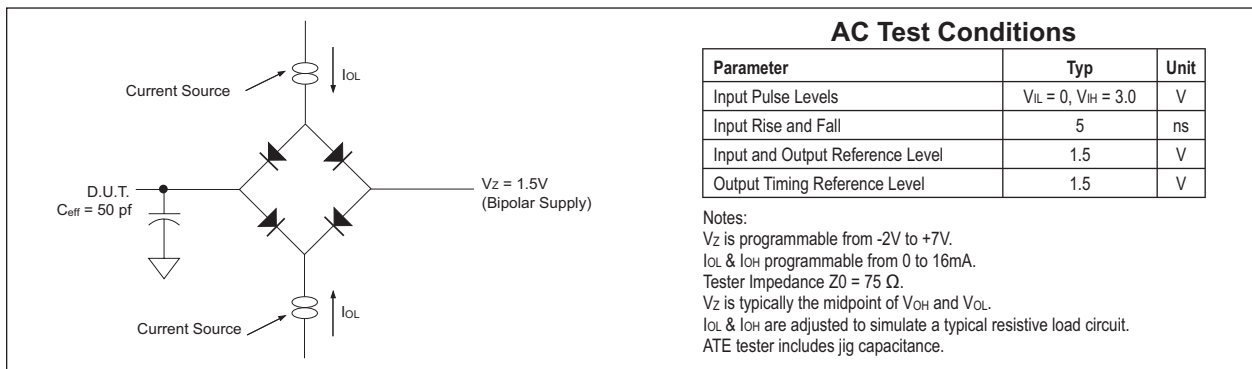 IOL
Current Source
D.U.T.
Ceff = 50 pf
VZ = 1.5V
(Bipolar Supply)
IOL
Current Source
AC Test Conditions
Parameter Typ Unit
Input Pulse Levels VIL = 0, VIH = 3.0 V
Input Rise and Fall 5 ns
Input and Output Reference Level 1.5 V
Output Timing Reference Level 1.5 V
Notes:
VZ is programmable from -2V to +7V.
IOL & IOH programmable from 0 to 16mA.
Tester Impedance Z0 = 75 Ω.
VZ is typically the midpoint of VOH and VOL.
IOL & IOH are adjusted to simulate a typical resistive load circuit.
ATE tester includes jig capacitance.